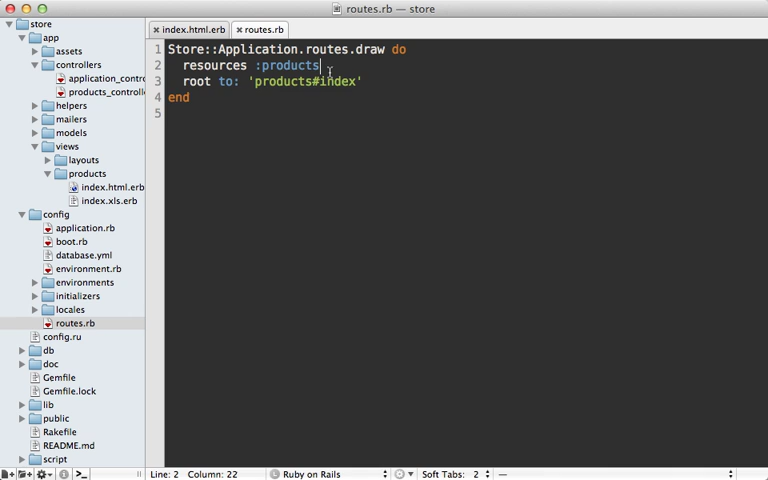 routes.rb — store
store
app
assets
controllers
application_contro
products_controlle
helpers
mailers
models
views
layouts
products
index.html.erb
index.xls.erb
config
application.rb
boot.rb
database.yml
environment.rb
environments
initializers
locales
routes.rb
config.ru
db
doc
Gemfile
Gemfile.lock
lib
public
Rakefile
README.md
script
index.html.erb
routes.rb
1 Store::Application.routes.draw do
2 resources :products
3 root to: 'products#index'
4 end
5
Line: 2 Column: 22
Ruby on Rails
Soft Tabs: 2
—